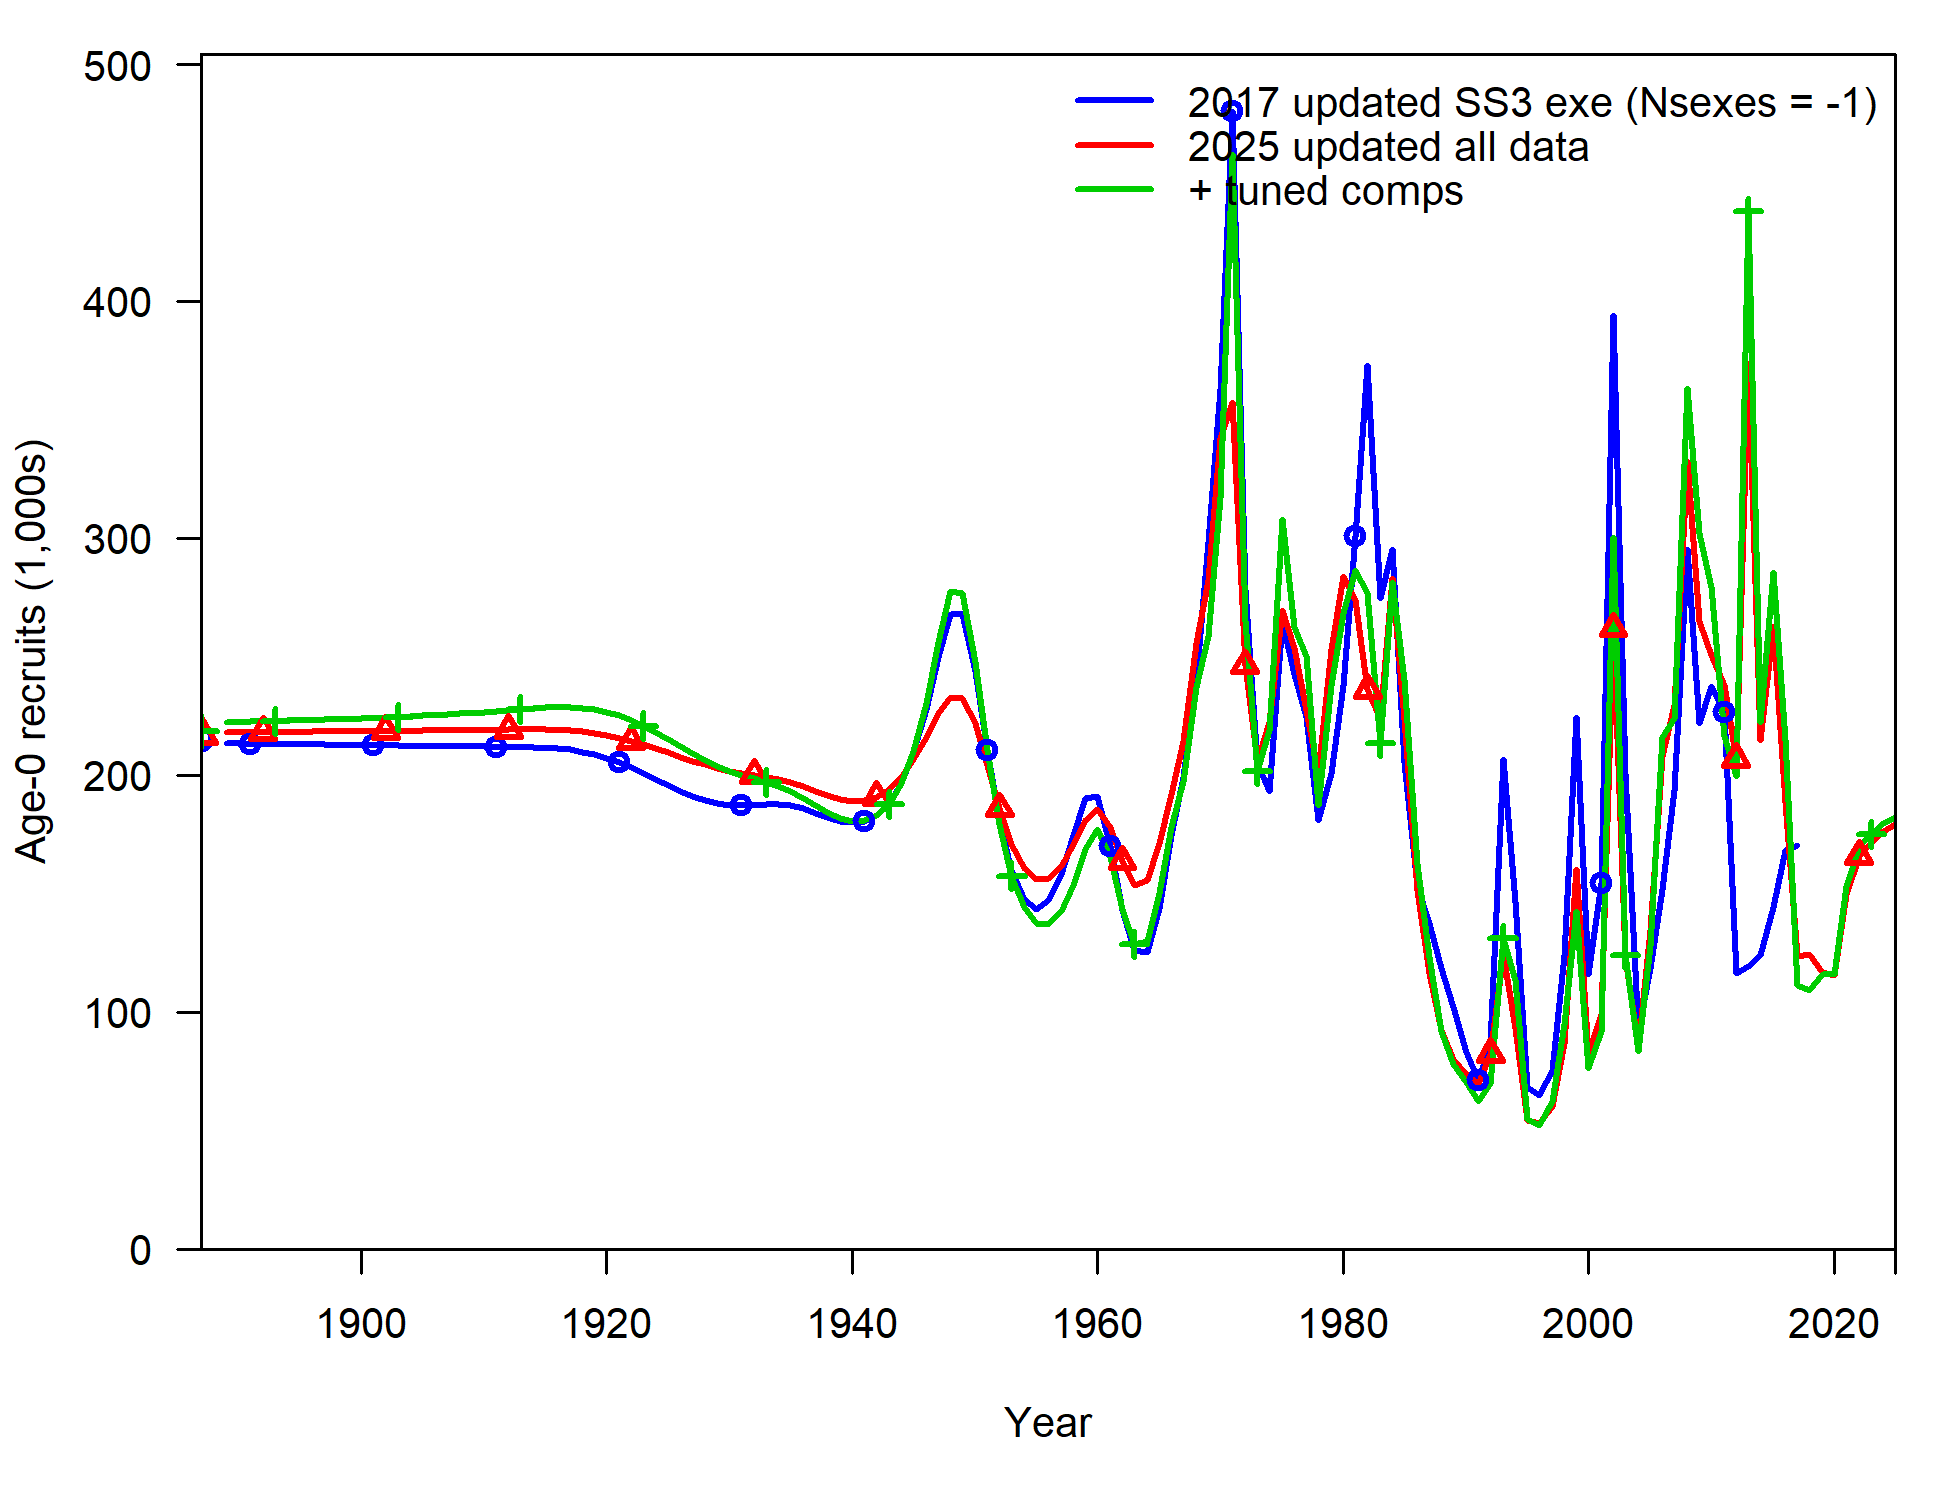 500
400
300
200
100
0
Age-0 recruits (1,000s)
2017 updated SS3 exe (Nsexes = -1)
2025 updated all data
+ tuned comps
1900 1920 1940 1960 1980 2000 2020
Year